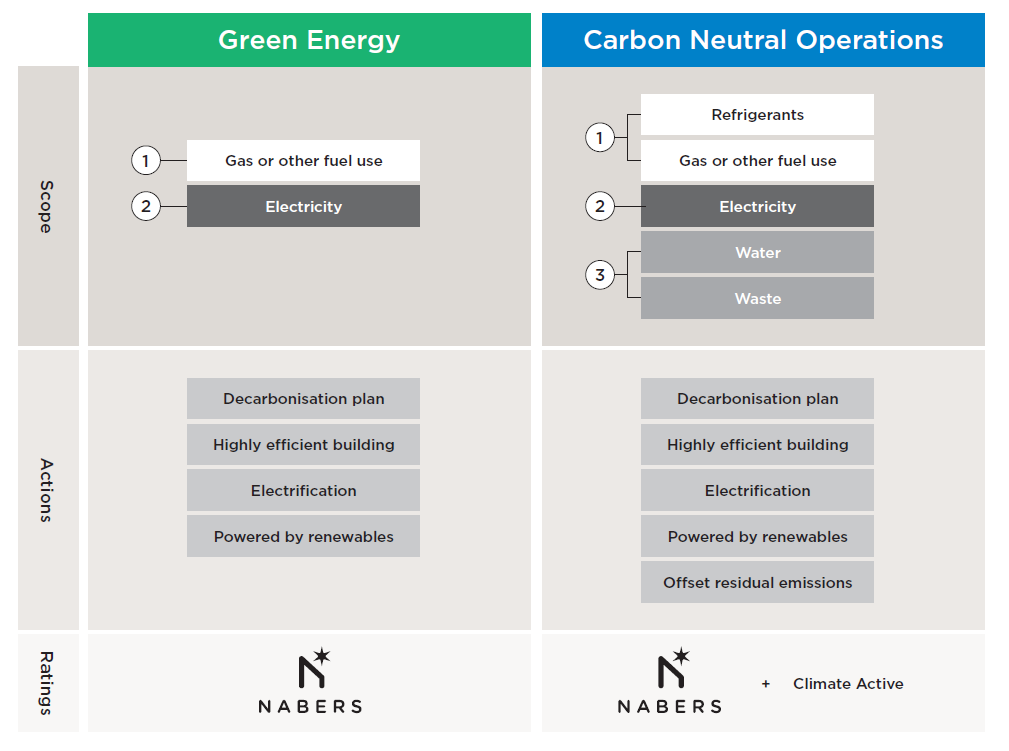 Green Energy
Carbon Neutral Operations
Scope
1
Gas or other fuel use
2
Electricity
1
Refrigerants
Gas or other fuel use
2
Electricity
3
Water
Waste
Actions
Decarbonisation plan
Highly efficient building
Electrification
Powered by renewables
Decarbonisation plan
Highly efficient building
Electrification
Powered by renewables
Offset residual emissions
Ratings
NABERS
NABERS
+ Climate Active